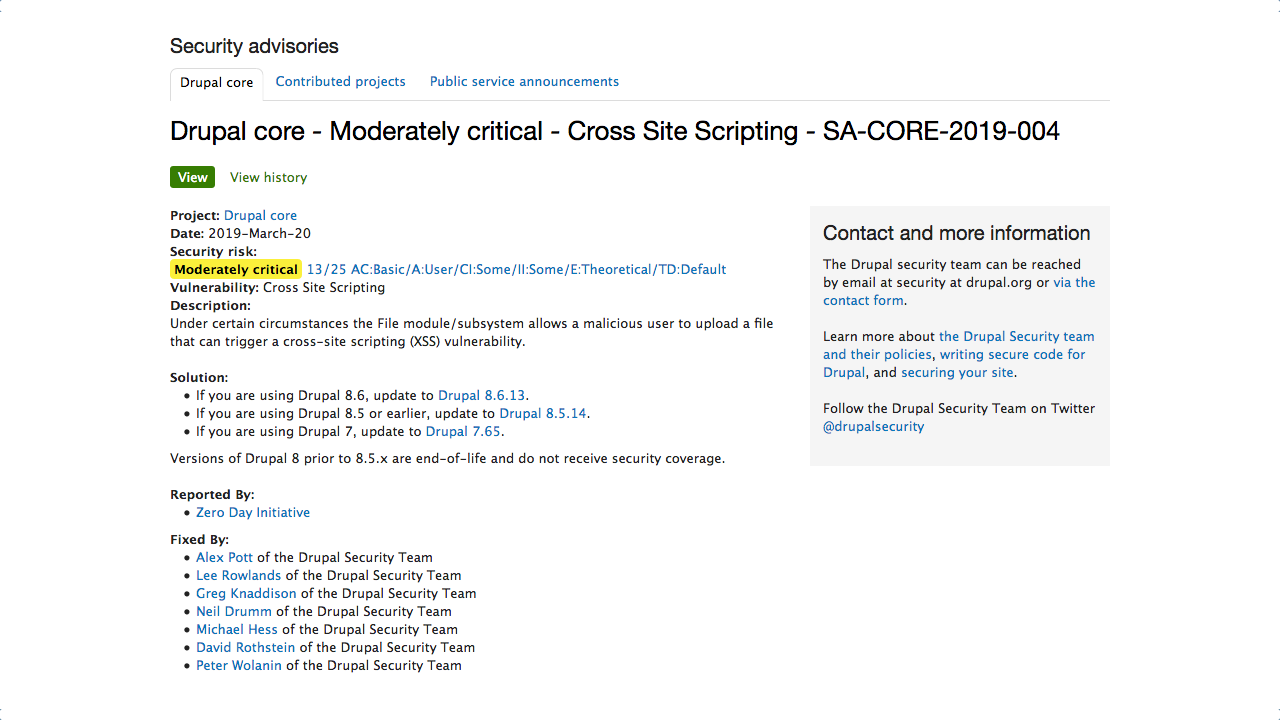 Security advisories
Drupal core
Contributed projects
Public service announcements
Drupal core - Moderately critical - Cross Site Scripting - SA-CORE-2019-004
View
View history
Project: Drupal core
Date: 2019-March-20
Security risk:
Moderately critical 13/25 AC:Basic/A:User/CI:Some/II:Some/E:Theoretical/TD:Default
Vulnerability: Cross Site Scripting
Description:
Under certain circumstances the File module/subsystem allows a malicious user to upload a file
that can trigger a cross-site scripting (XSS) vulnerability.
Solution:
• If you are using Drupal 8.6, update to Drupal 8.6.13.
• If you are using Drupal 8.5 or earlier, update to Drupal 8.5.14.
• If you are using Drupal 7, update to Drupal 7.65.
Versions of Drupal 8 prior to 8.5.x are end-of-life and do not receive security coverage.
Reported By:
• Zero Day Initiative
Fixed By:
• Alex Pott of the Drupal Security Team
• Lee Rowlands of the Drupal Security Team
• Greg Knaddison of the Drupal Security Team
• Neil Drumm of the Drupal Security Team
• Michael Hess of the Drupal Security Team
• David Rothstein of the Drupal Security Team
• Peter Wolanin of the Drupal Security Team
Contact and more information
The Drupal security team can be reached
by email at security at drupal.org or via the
contact form.
Learn more about the Drupal Security team
and their policies, writing secure code for
Drupal, and securing your site.
Follow the Drupal Security Team on Twitter
@drupalsecurity